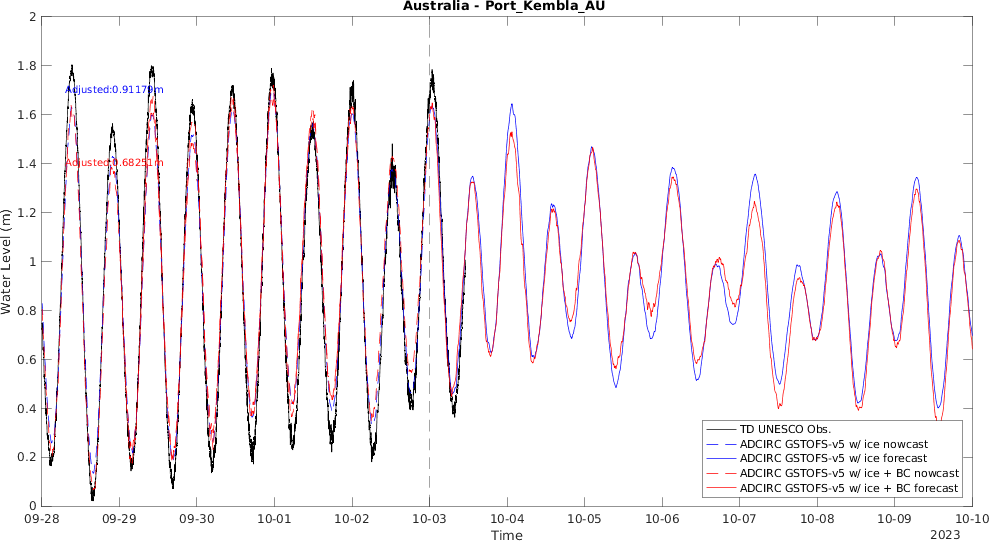 Australia - Port_Kembla_AU
Water Level (m)
2
1.8
1.6
1.4
1.2
1
0.8
0.6
0.4
0.2
0
Adjusted:0.91179m
Adjusted:0.68251m
TD UNESCO Obs.
ADCIRC GSTOFS-v5 w/ ice nowcast
ADCIRC GSTOFS-v5 w/ ice forecast
ADCIRC GSTOFS-v5 w/ ice + BC nowcast
ADCIRC GSTOFS-v5 w/ ice + BC forecast
09-28 09-29 09-30 10-01 10-02 10-03 10-04 10-05 10-06 10-07 10-08 10-09 10-10
Time
2023